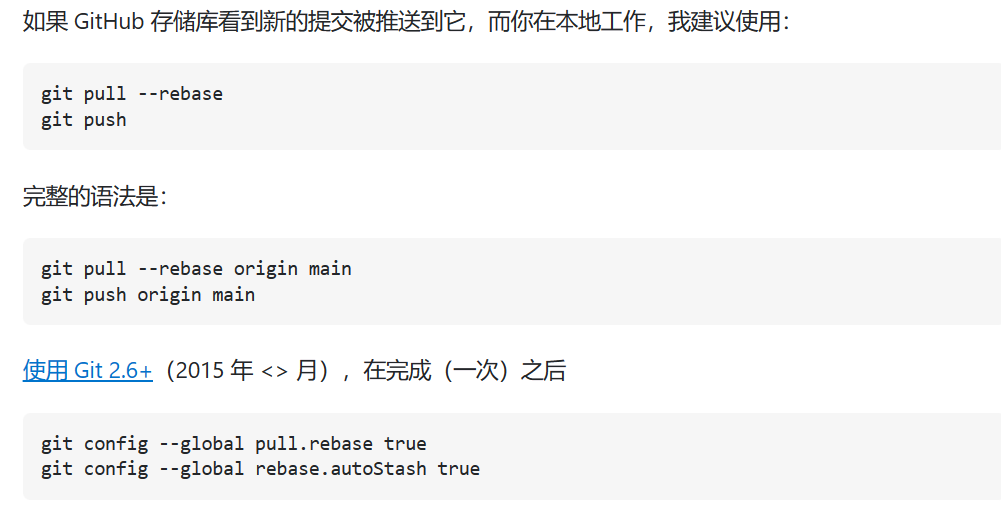 如果 GitHub 存储库看到新的提交被推送到它，而你在本地工作，我建议使用：
git pull --rebase
git push
完整的语法是：
git pull --rebase origin main
git push origin main
使用 Git 2.6+（2015 年 <> 月），在完成（一次）之后
git config --global pull.rebase true
git config --global rebase.autoStash true